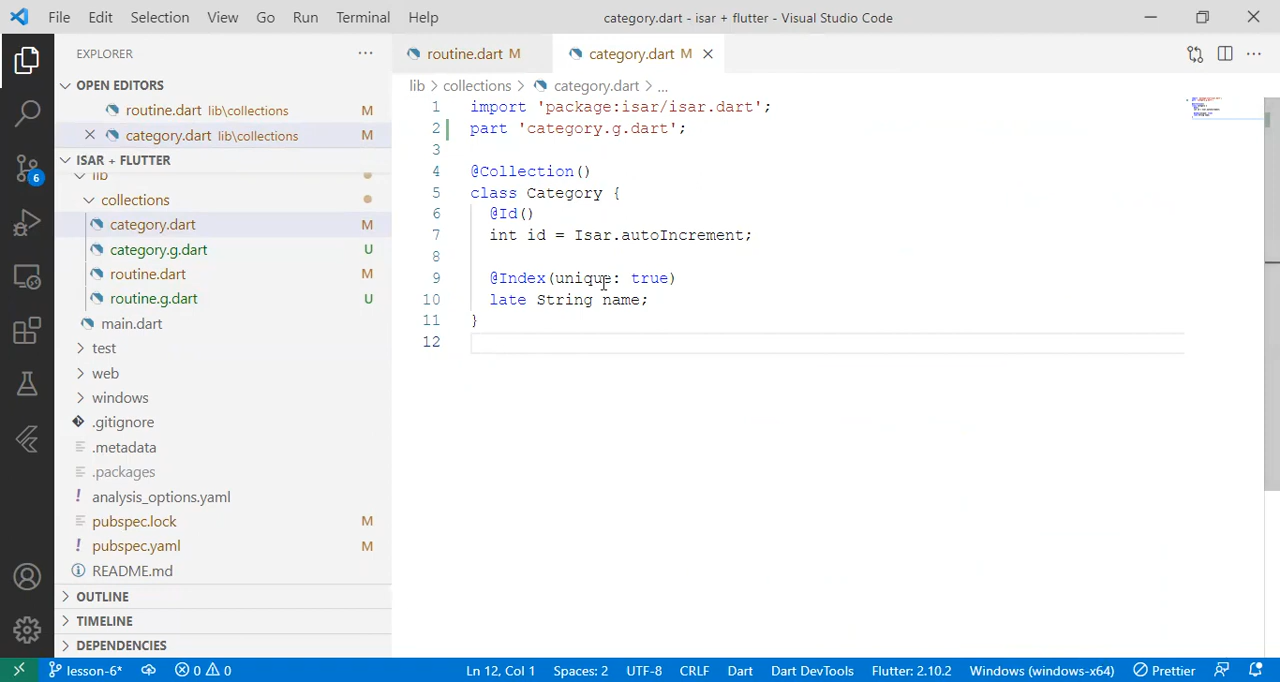 File Edit Selection View Go Run Terminal Help category.dart - isar + flutter - Visual Studio Code
EXPLORER
OPEN EDITORS
routine.dart lib\collections M
category.dart lib\collections M
ISAR + FLUTTER
lib
collections
category.dart M
category.g.dart U
routine.dart M
routine.g.dart U
main.dart
test
web
windows
.gitignore
.metadata
.packages
! analysis_options.yaml
pubspec.lock M
! pubspec.yaml M
README.md
OUTLINE
TIMELINE
DEPENDENCIES
6
routine.dart M category.dart M
lib > collections > category.dart > ...
1 import 'package:isar/isar.dart';
2 part 'category.g.dart';
3
4 @Collection()
5 class Category {
6 @Id()
7 int id = Isar.autoIncrement;
8
9 @Index(unique: true)
10 late String name;
11 }
12
lesson-6* 0 0 Ln 12, Col 1 Spaces: 2 UTF-8 CRLF Dart Dart DevTools Flutter: 2.10.2 Windows (windows-x64) Prettier